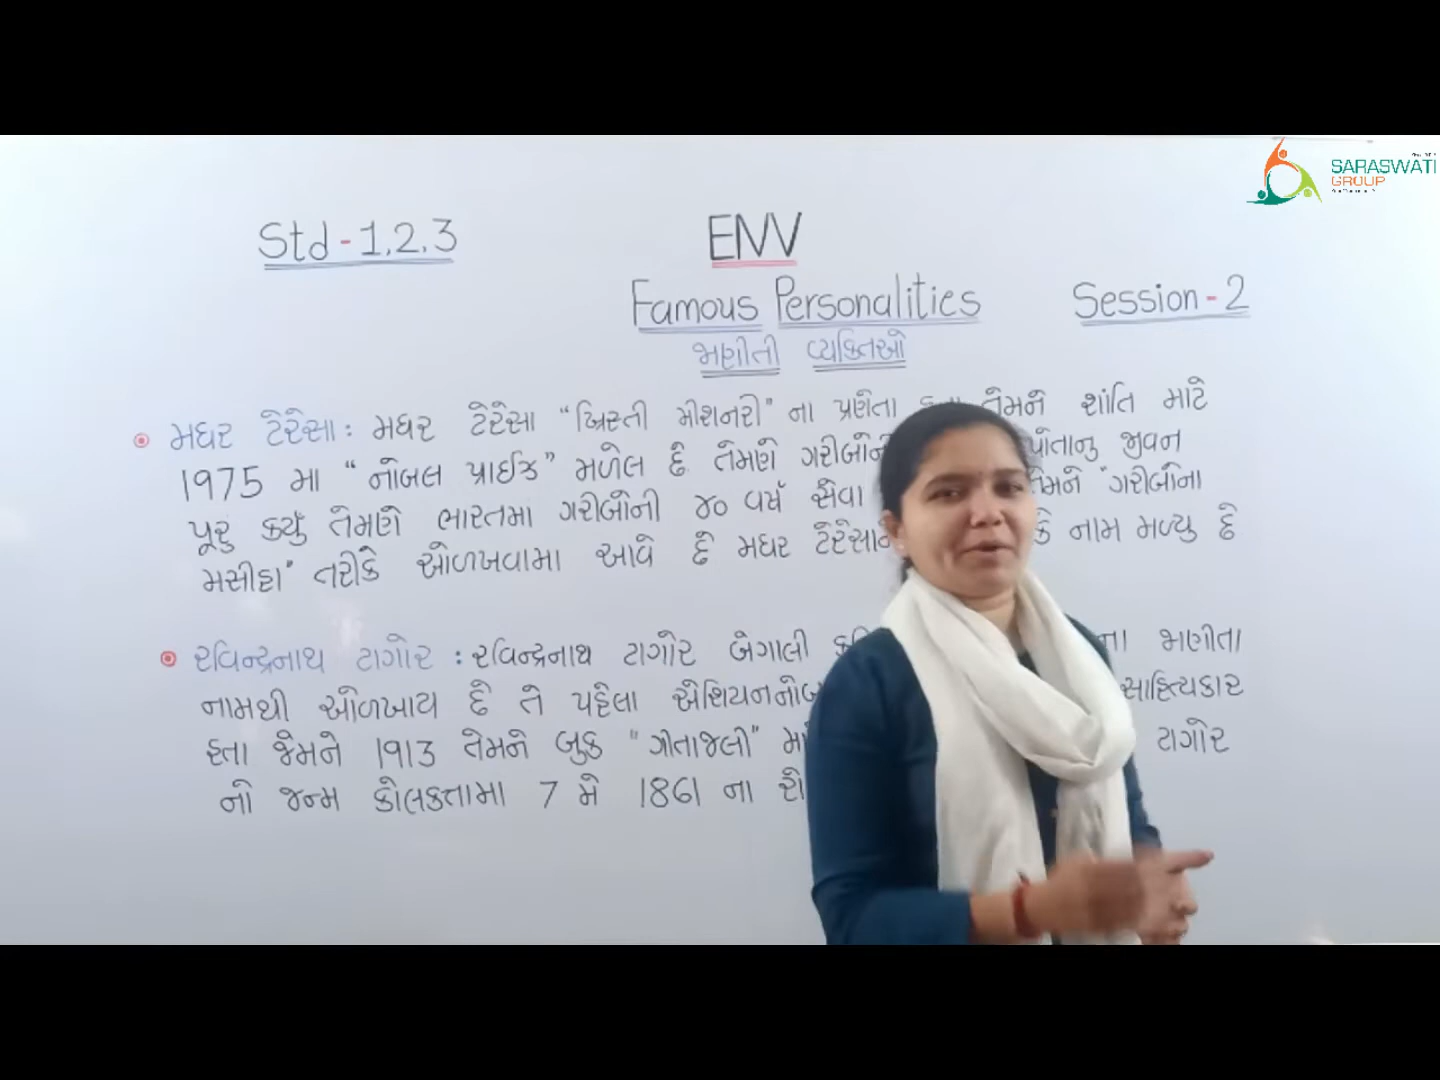 SARASWATI
GROUP
Std-1,2,3
ENV
Famous Personalities
Session-2
જાણીતી વ્યક્તિઓ
મધર ટેરેસા: મધર ટેરેસા "ખ્રિસ્તી મીશનરી" ના પ્રણેતા તેમને શાંતિ માટે
1975 મા "નોબલ પ્રાઈઝ" મળેલ છે. તેમણે ગરીબોની પોતાનુ જીવન
પૂરુ કર્યું તેમણે ભારતમા ગરીબોની ૪૦ વર્ષ સેવા તેમને "ગરીબોના
મસીહા" તરીકે ઓળખવામા આવે છે મધર ટેરેસાને કે નામ મળ્યુ છે
રવિન્દ્રનાથ ટાગોર : રવિન્દ્રનાથ ટાગોર બેગાલી ના જાણીતા
નામથી ઓળખાય છે તે પહેલા એશિયન સાહિત્યકાર
હતા જેમને 1913 તેમને બુક "ગીતાજલી" ટાગોર
નો જન્મ કોલકતામા 7 મે 1861 ના